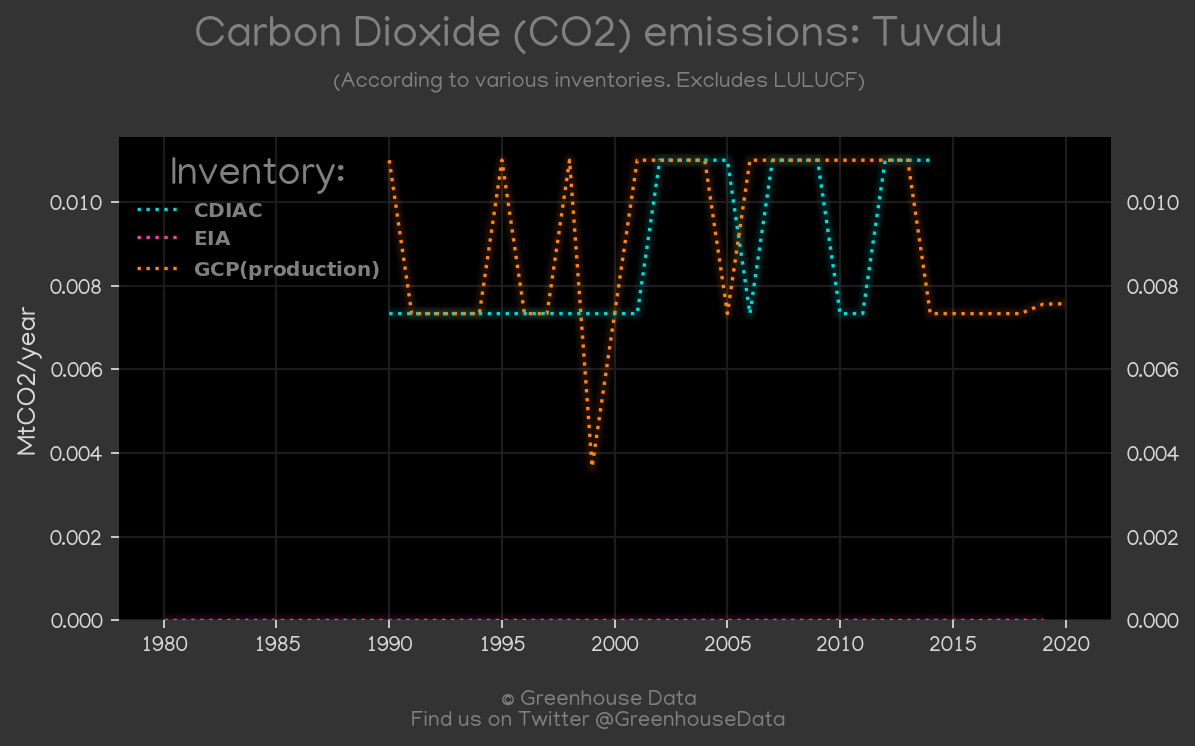 Carbon Dioxide (CO2) emissions: Tuvalu
(According to various inventories. Excludes LULUCF)
Inventory:
CDIAC
EIA
GCP(production)
MtCO2/year
0.010
0.008
0.006
0.004
0.002
0.000
0.010
0.008
0.006
0.004
0.002
0.000
1980 1985 1990 1995 2000 2005 2010 2015 2020
© Greenhouse Data
Find us on Twitter @GreenhouseData